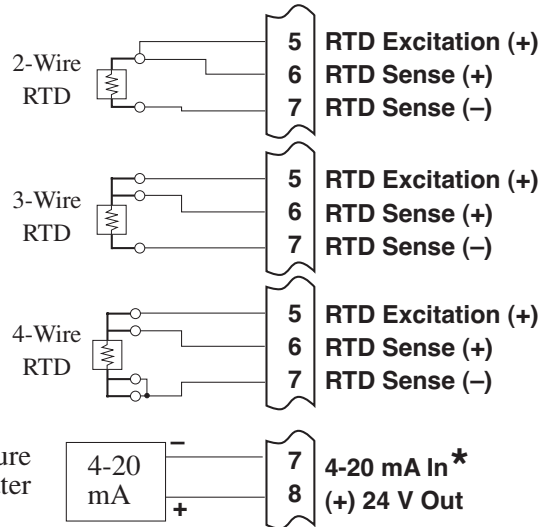 2-Wire
RTD
5 RTD Excitation (+)
6 RTD Sense (+)
7 RTD Sense (–)
3-Wire
RTD
5 RTD Excitation (+)
6 RTD Sense (+)
7 RTD Sense (–)
4-Wire
RTD
5 RTD Excitation (+)
6 RTD Sense (+)
7 RTD Sense (–)
4-20
mA
–
+
7 4-20 mA In*
8 (+) 24 V Out